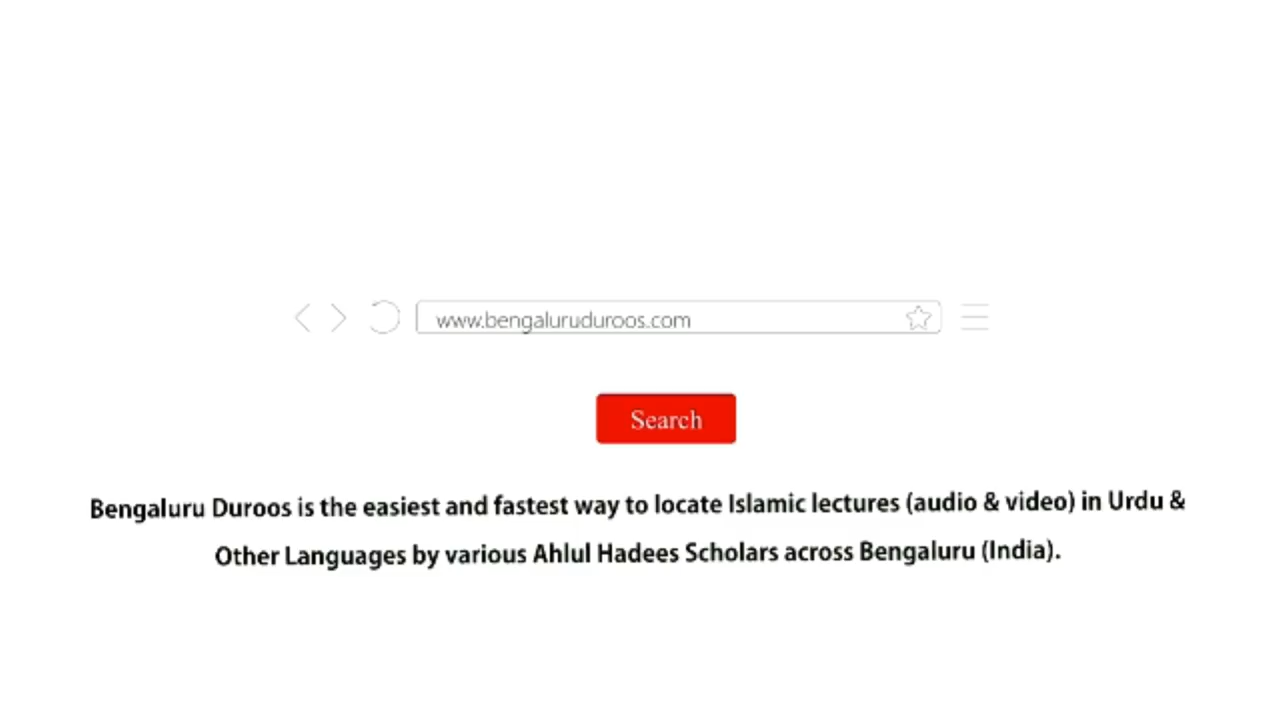 www.bengaluruduroos.com
Search
Bengaluru Duroos is the easiest and fastest way to locate Islamic lectures (audio & video) in Urdu &
Other Languages by various Ahlul Hadees Scholars across Bengaluru (India).